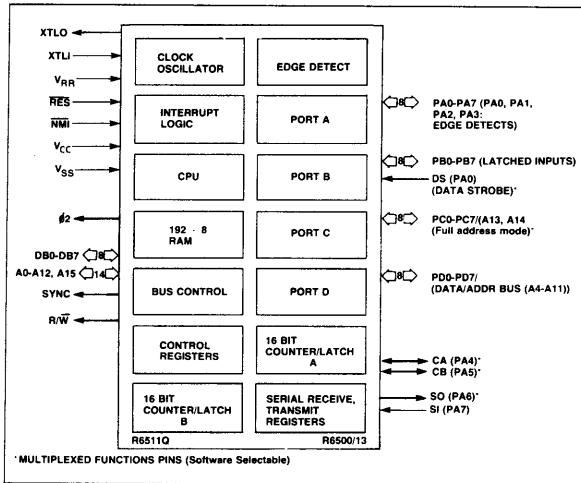 XTLO
XTLI
VRR
RES
NMI
VCC
VSS
ø2
DB0-DB7
8
A0-A12, A15
14
SYNC
R/W
CLOCK
OSCILLATOR
EDGE DETECT
INTERRUPT
LOGIC
PORT A
CPU
PORT B
192 · 8
RAM
PORT C
BUS CONTROL
PORT D
CONTROL
REGISTERS
16 BIT
COUNTER/LATCH
A
16 BIT
COUNTER/LATCH
B
SERIAL RECEIVE,
TRANSMIT
REGISTERS
R6511Q
R6500/13
8
PA0-PA7 (PA0, PA1,
PA2, PA3:
EDGE DETECTS)
8
PB0-PB7 (LATCHED INPUTS)
DS (PA0)
(DATA STROBE)*
8
PC0-PC7/(A13, A14
(Full address mode)*
8
PD0-PD7/
(DATA/ADDR BUS (A4-A11))
CA (PA4)*
CB (PA5)*
SO (PA6)*
SI (PA7)
*MULTIPLEXED FUNCTIONS PINS (Software Selectable)